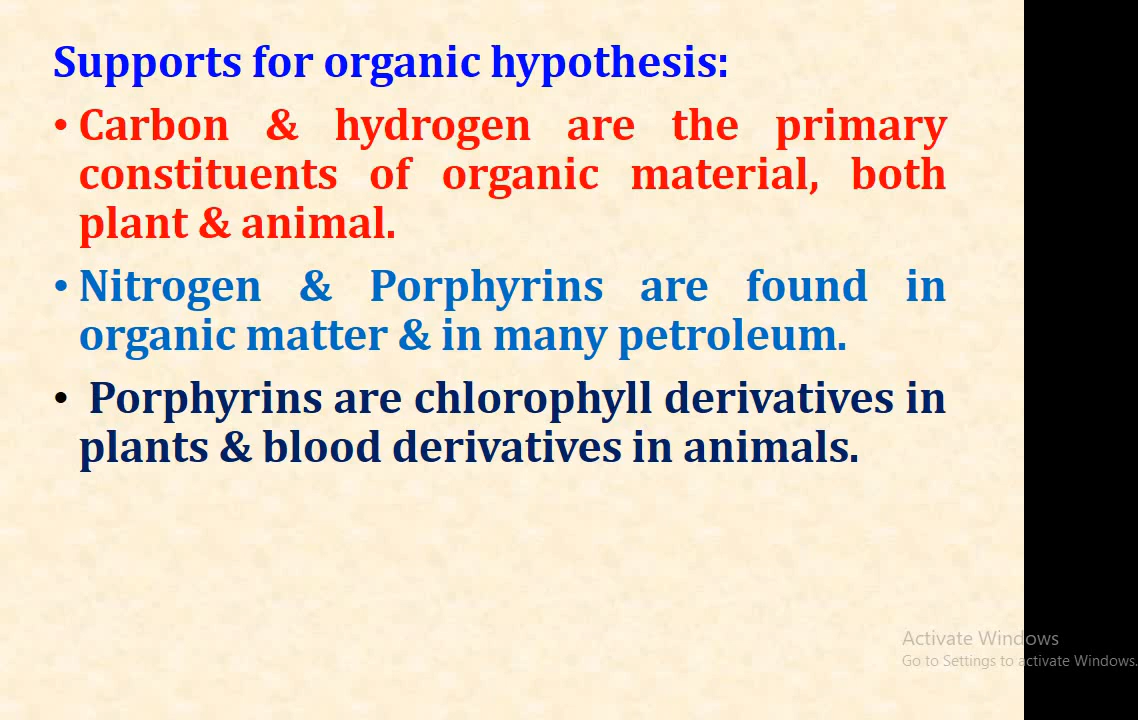 Supports for organic hypothesis:
• Carbon & hydrogen are the primary
constituents of organic material, both
plant & animal.
• Nitrogen & Porphyrins are found in
organic matter & in many petroleum.
• Porphyrins are chlorophyll derivatives in
plants & blood derivatives in animals.
Activate Windows
Go to Settings to activate Windows.